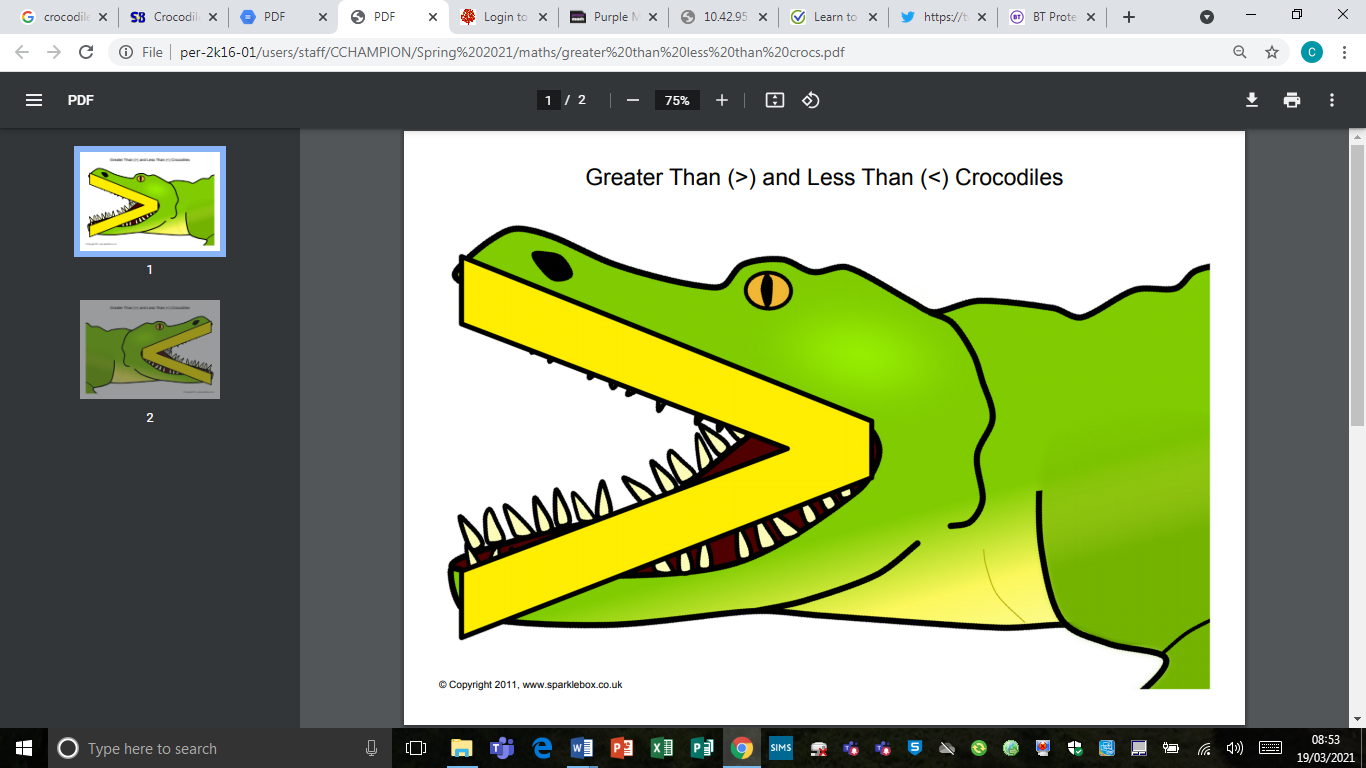 crocodile
Crocodil
PDF
PDF
Login to
Purple M
10.42.95
Learn to
https://t
BT Prote
File | per-2k16-01/users/staff/CCHAMPION/Spring%202021/maths/greater%20than%20less%20than%20crocs.pdf
C
PDF
1 / 2
75%
1
2
Greater Than (>) and Less Than (<) Crocodiles
© Copyright 2011, www.sparklebox.co.uk
Type here to search
SIMS
08:53
19/03/2021